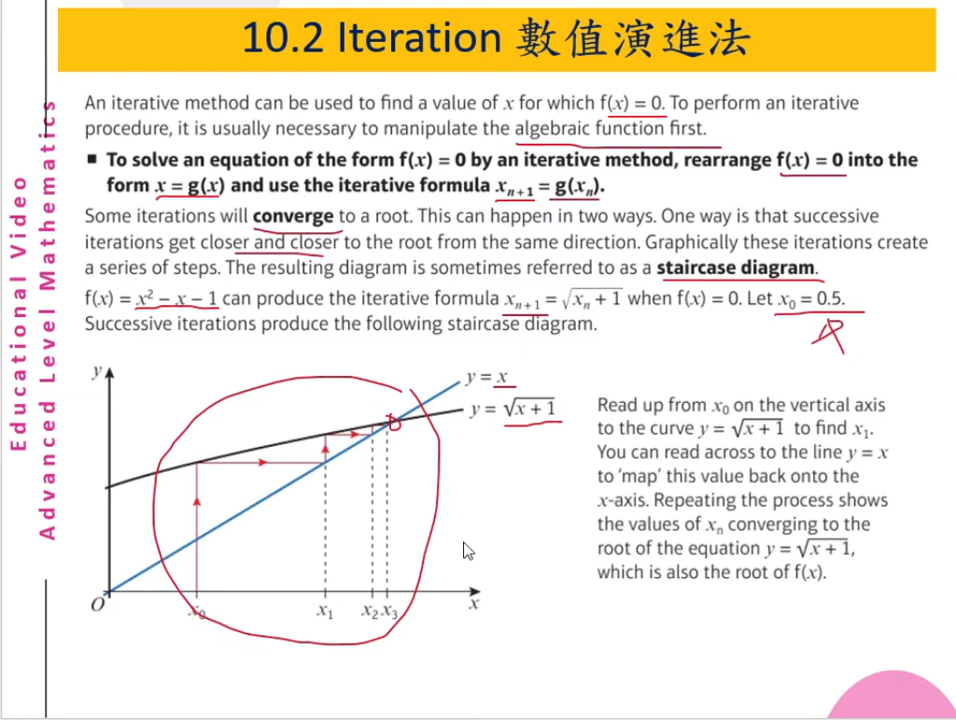 10.2 Iteration 數值演進法
Educational Video
Advanced Level Mathematics
An iterative method can be used to find a value of x for which f(x) = 0. To perform an iterative
procedure, it is usually necessary to manipulate the algebraic function first.
■ To solve an equation of the form f(x) = 0 by an iterative method, rearrange f(x) = 0 into the
form x = g(x) and use the iterative formula xₙ₊₁ = g(xₙ).
Some iterations will converge to a root. This can happen in two ways. One way is that successive
iterations get closer and closer to the root from the same direction. Graphically these iterations create
a series of steps. The resulting diagram is sometimes referred to as a staircase diagram.
f(x) = x² − x − 1 can produce the iterative formula xₙ₊₁ = √(xₙ + 1) when f(x) = 0. Let x₀ = 0.5.
Successive iterations produce the following staircase diagram.
y
y = x
y = √(x + 1)
O
x₀
x₁
x₂
x₃
x
Read up from x₀ on the vertical axis
to the curve y = √(x + 1) to find x₁.
You can read across to the line y = x
to ‘map’ this value back onto the
x-axis. Repeating the process shows
the values of xₙ converging to the
root of the equation y = √(x + 1),
which is also the root of f(x).